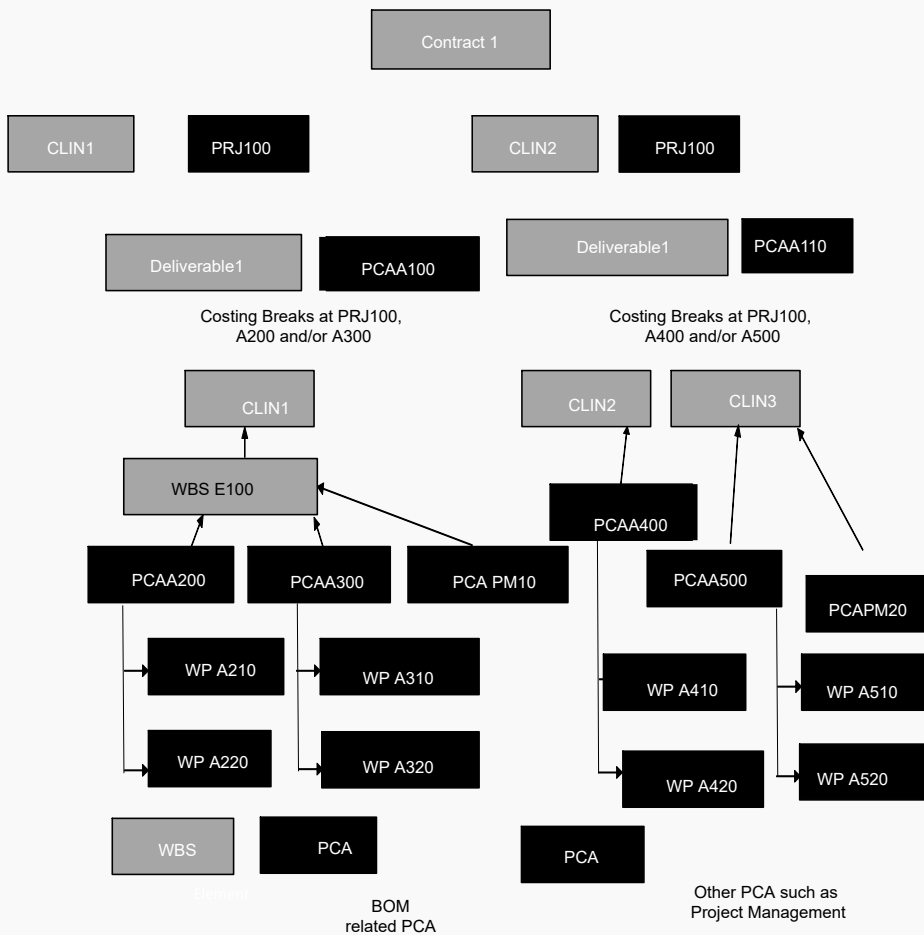 Contract 1
CLIN1
PRJ100
CLIN2
PRJ100
Deliverable1
PCAA100
Deliverable1
PCAA110
Costing Breaks at PRJ100,
A200 and/or A300
Costing Breaks at PRJ100,
A400 and/or A500
CLIN1
CLIN2
CLIN3
WBS E100
PCAA200
PCAA300
PCA PM10
PCAA400
PCAA500
PCAPM20
WP A210
WP A310
WP A410
WP A510
WP A220
WP A320
WP A420
WP A520
WBS
Element
PCA
PCA
BOM
related PCA
Other PCA such as
Project Management